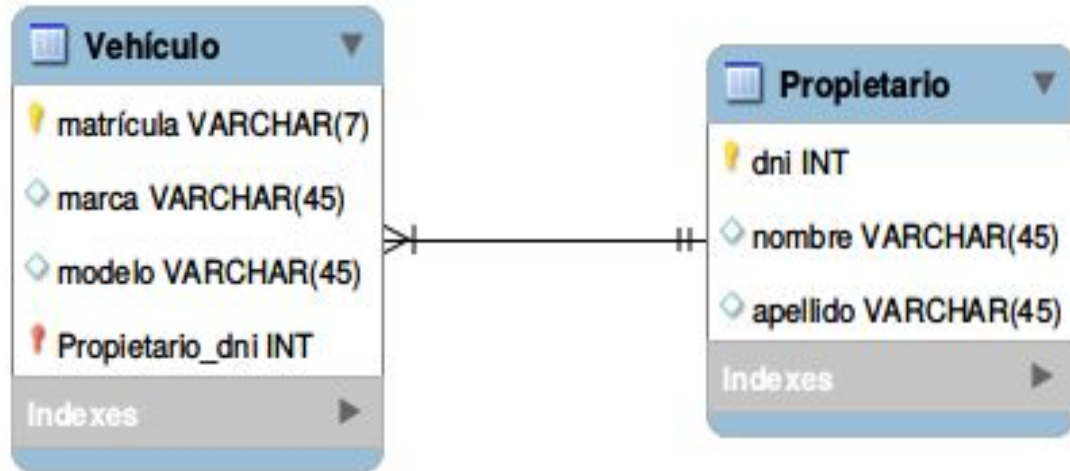 Vehículo
matrícula VARCHAR(7)
marca VARCHAR(45)
modelo VARCHAR(45)
Propietario_dni INT
Indexes
Propietario
dni INT
nombre VARCHAR(45)
apellido VARCHAR(45)
Indexes